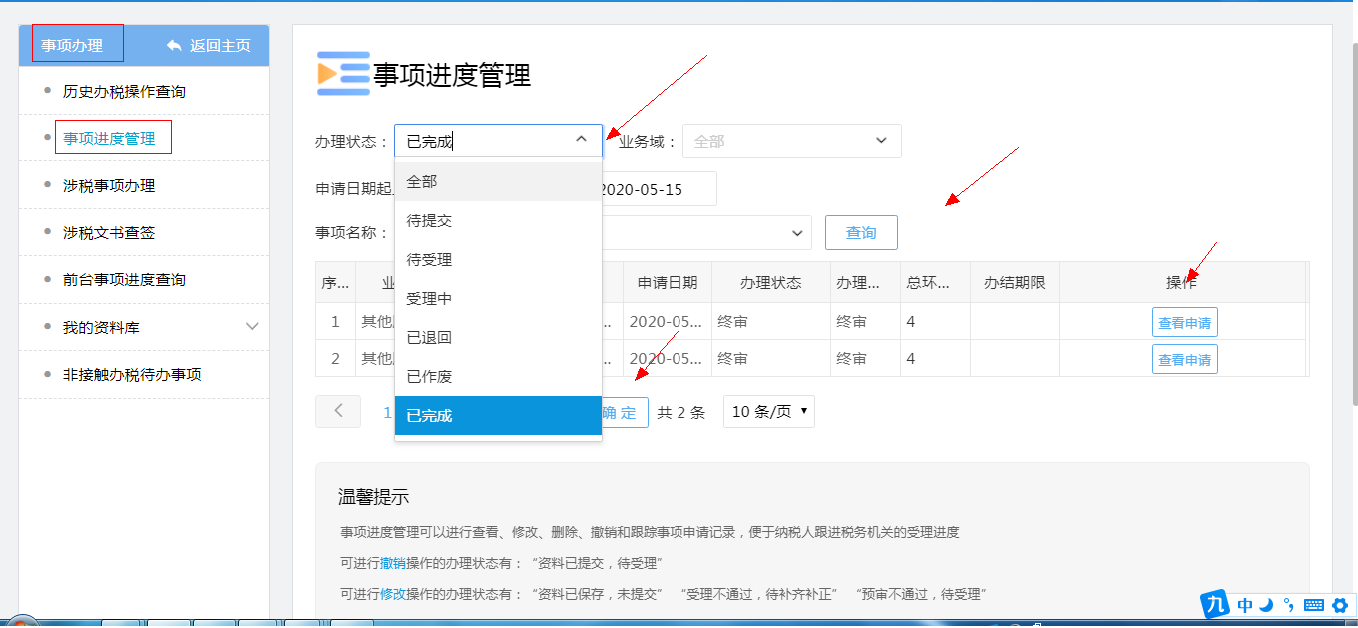 事项办理 返回主页
历史办税操作查询
事项进度管理
涉税事项办理
涉税文书查签
前台事项进度查询
我的资料库
非接触办税待办事项
事项进度管理
办理状态： 已完成 业务域： 全部
全部
待提交
待受理
受理中
已退回
已作废
已完成
申请日期起 2020-05-15
事项名称： 查询
序... 业 申请日期 办理状态 办理... 总环... 办结期限 操作
1 其他 ... 2020-05... 终审 终审 4 查看申请
2 其他 ... 2020-05... 终审 终审 4 查看申请
1 确 定 共 2 条 10 条/页
温馨提示
事项进度管理可以进行查看、修改、删除、撤销和跟踪事项申请记录，便于纳税人跟进税务机关的受理进度
可进行撤销操作的办理状态有：“资料已提交，待受理”
可进行修改操作的办理状态有：“资料已保存，未提交” “受理不通过，待补齐补正” “预审不通过，待受理”
九 中